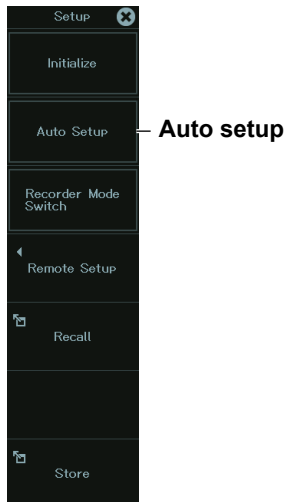 Setup
Initialize
Auto Setup
Auto setup
Recorder Mode
Switch
Remote Setup
Recall
Store